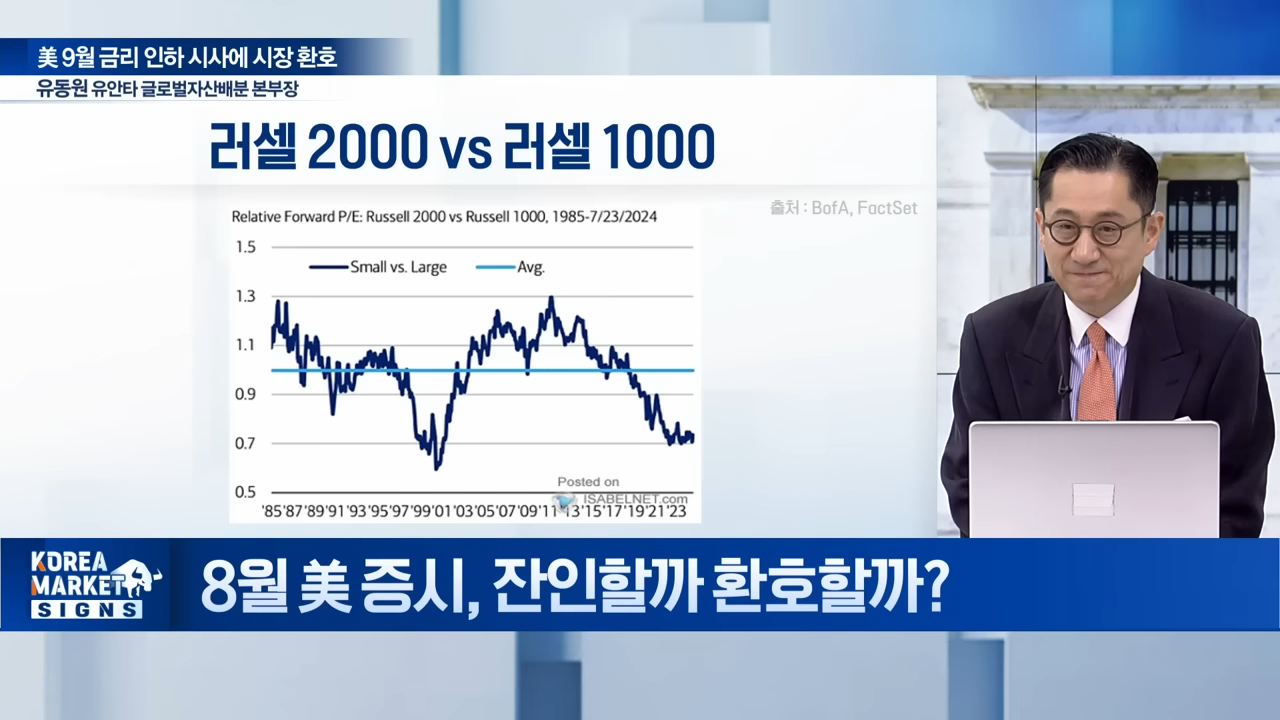 美 9월 금리 인하 시사에 시장 환호
유동원 유안타 글로벌자산배분 본부장
러셀 2000 vs 러셀 1000
출처 : BofA, FactSet
Relative Forward P/E: Russell 2000 vs Russell 1000, 1985-7/23/2024
1.5
Small vs. Large
Avg.
1.3
1.1
0.9
0.7
0.5
Posted on
ISABELNET.com
'85'87'89'91'93'95'97'99'01'03'05'07'09'11'13'15'17'19'21'23
KOREA
MARKET
SIGNS
8월 美 증시, 잔인할까 환호할까?